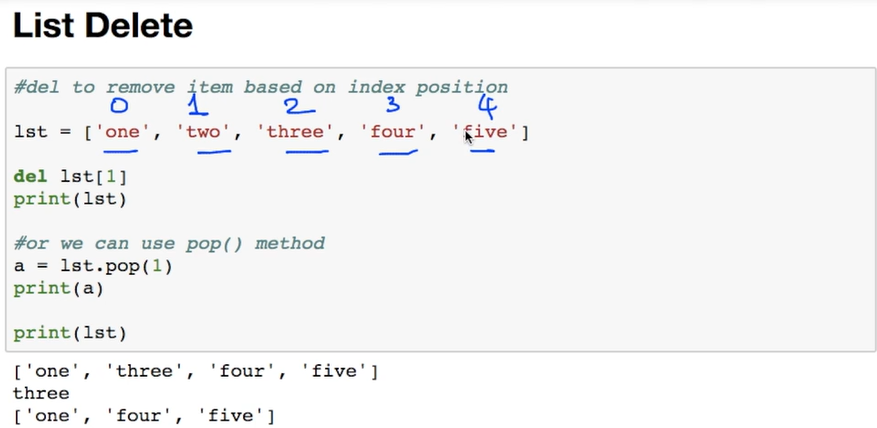 List Delete
#del to remove item based on index position
0 1 2 3 4
lst = ['one', 'two', 'three', 'four', 'five']
del lst[1]
print(lst)
#or we can use pop() method
a = lst.pop(1)
print(a)
print(lst)
['one', 'three', 'four', 'five']
three
['one', 'four', 'five']